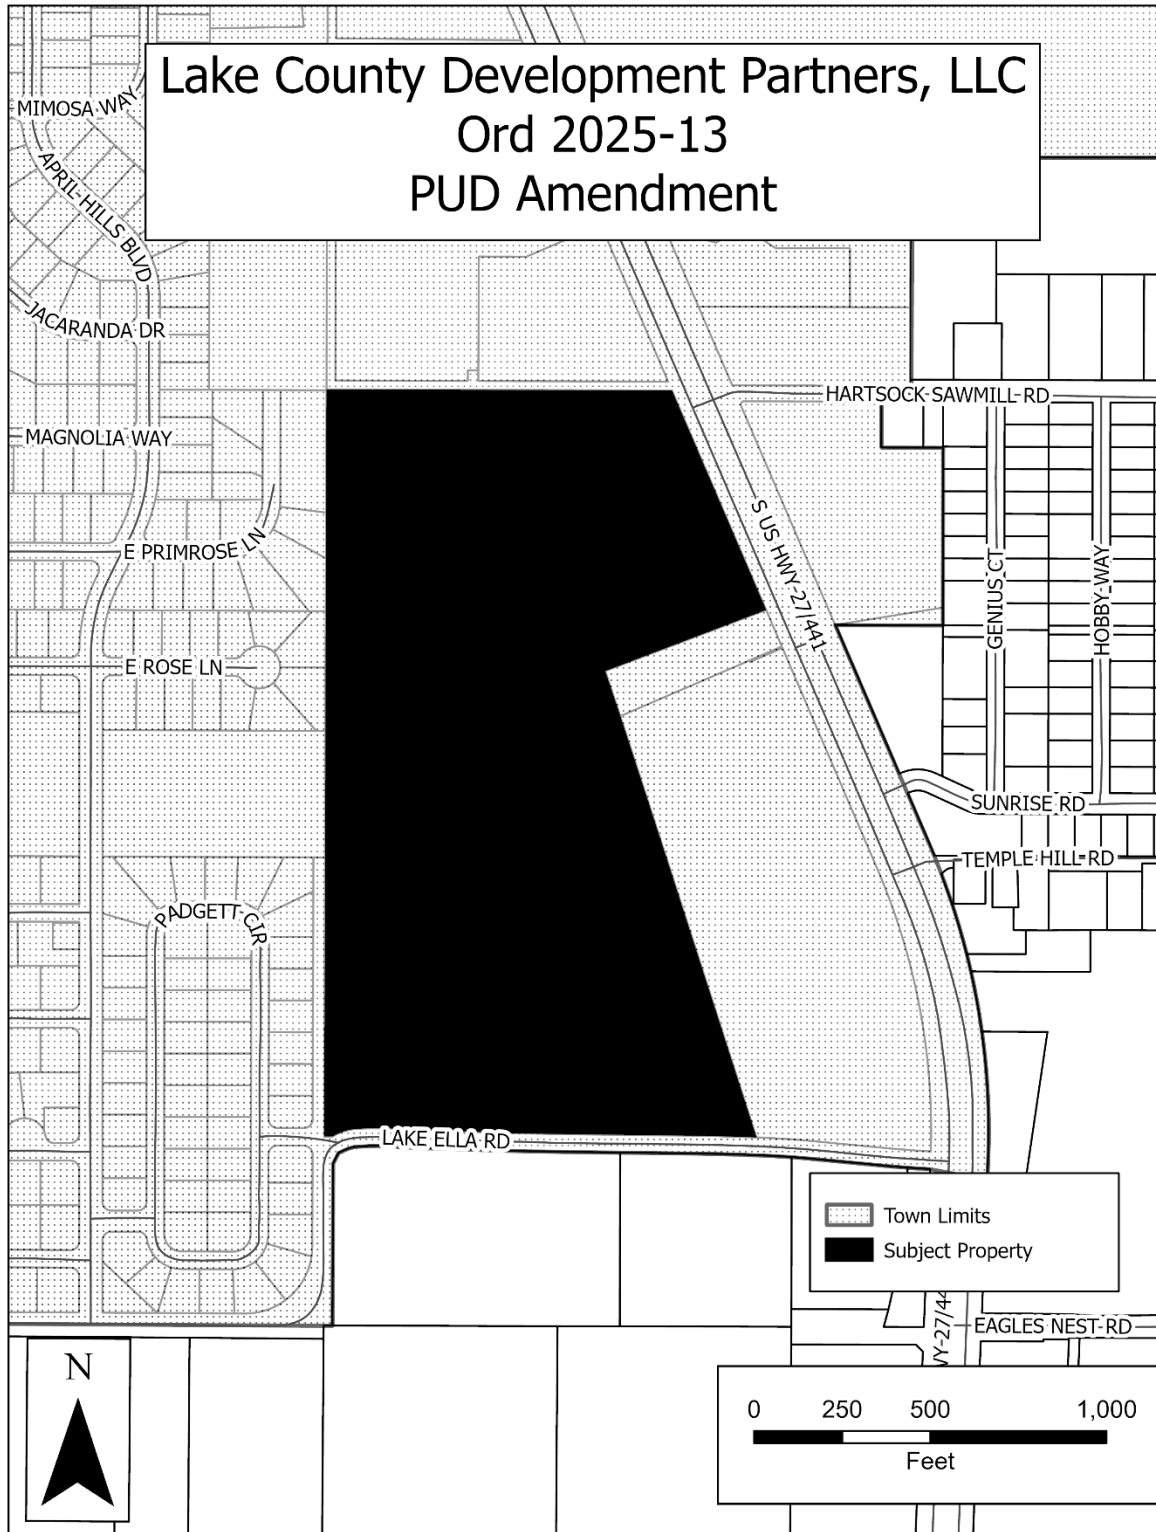 Lake County Development Partners, LLC
Ord 2025-13
PUD Amendment
MIMOSA WAY
APRIL HILLS BLVD
JACARANDA DR
HARTSOCK SAWMILL RD
MAGNOLIA WAY
S US HWY 27/441
E PRIMROSE LN
GENIUS CT
HOBBY WAY
E ROSE LN
SUNRISE RD
TEMPLE HILL RD
PADGETT CIR
LAKE ELLA RD
Town Limits
Subject Property
EAGLES NEST RD
N
0 250 500 1,000
Feet